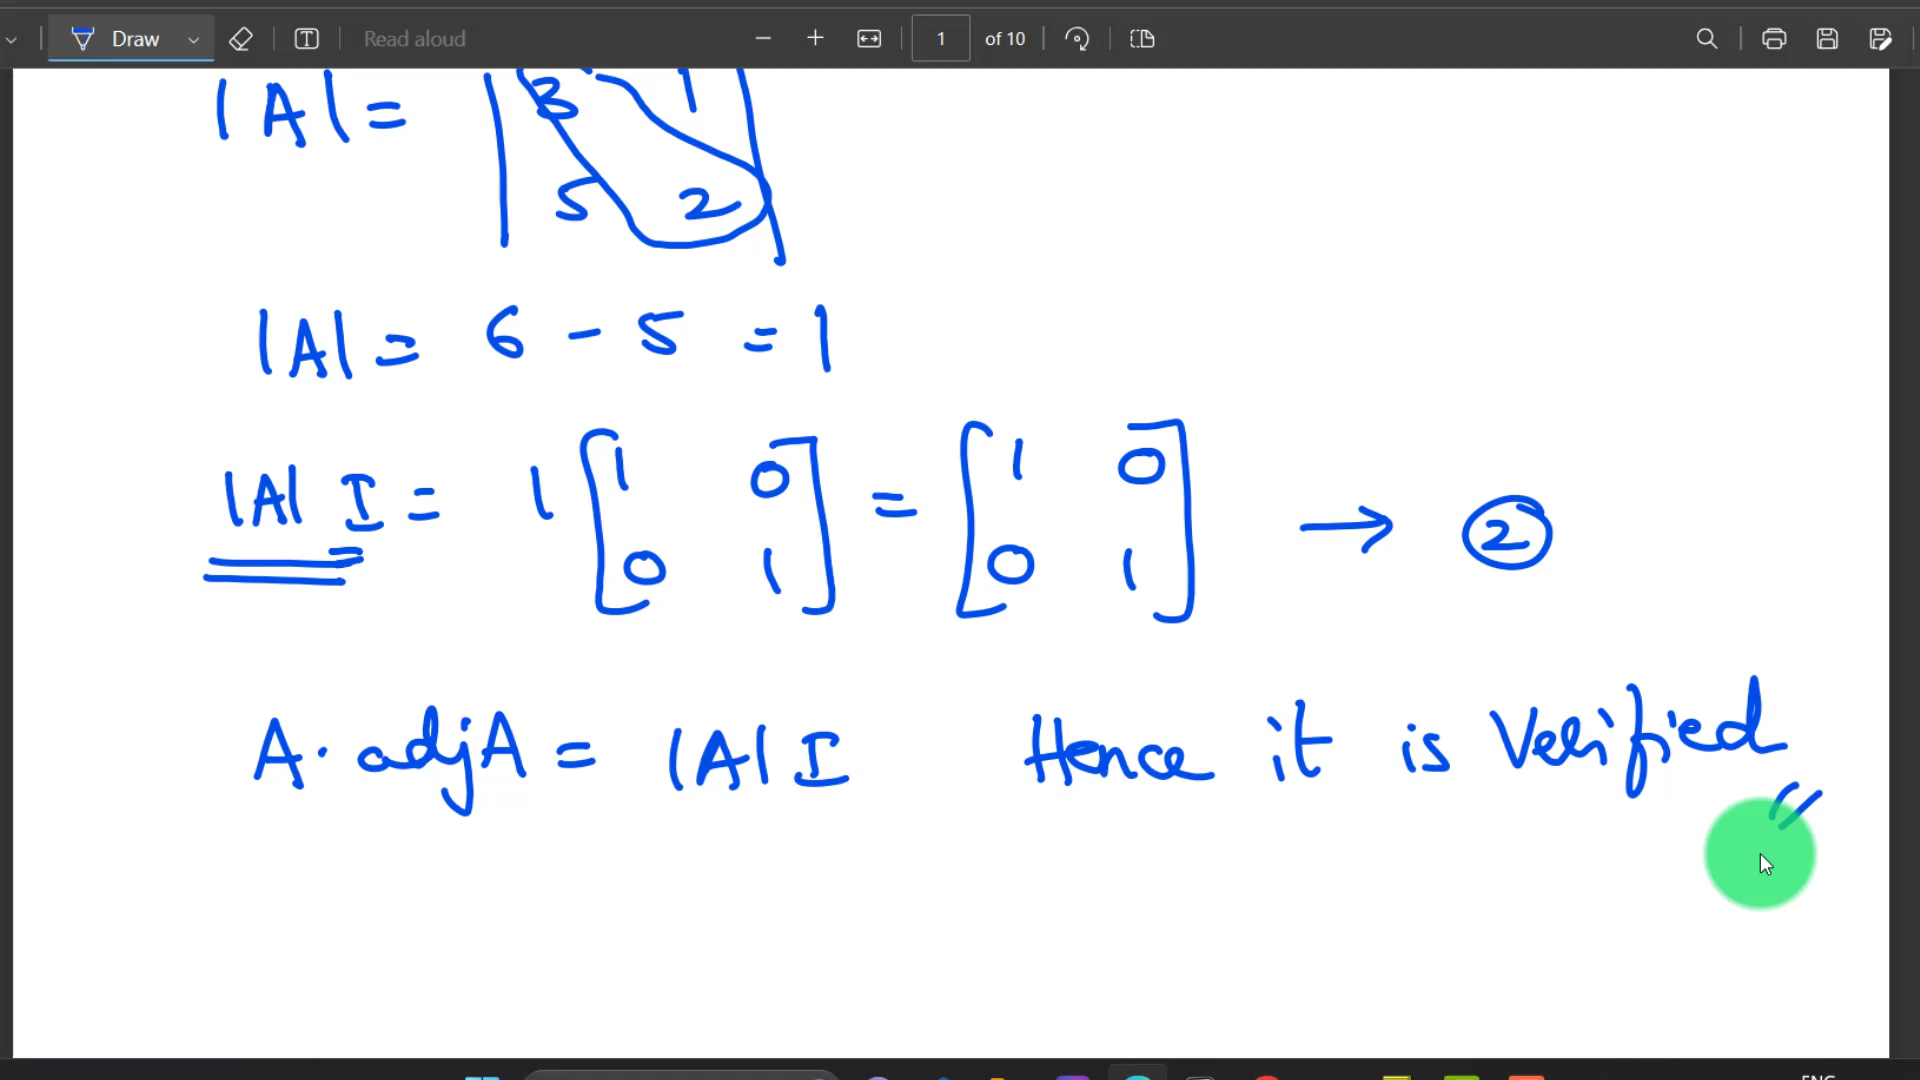 Draw Read aloud 1 of 10
|A| = | 3 1
5 2 |
|A| = 6 - 5 = 1
|A| I = 1 [ 1 0 = [ 1 0 → 2
0 1 ] 0 1 ]
A. adjA = |A| I Hence it is Verified "